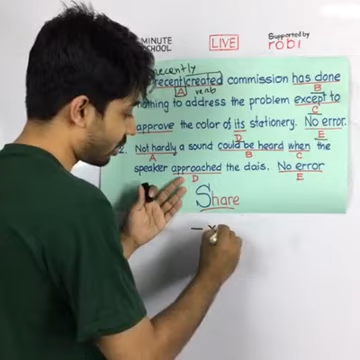 MINUTE
SCHOOL
LIVE
Supported by
robi
recently
recent created commission has done
A verb B
nothing to address the problem except to
C
approve the color of its stationery. No error.
D E
2. Not hardly a sound could be heard when the
A B C
speaker approached the dais. No error
D E
Share